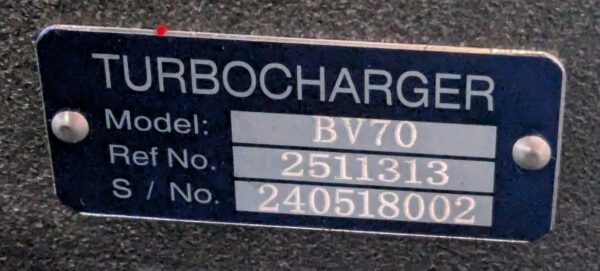 TURBOCHARGER
Model: BV70
Ref No. 2511313
S / No. 240518002